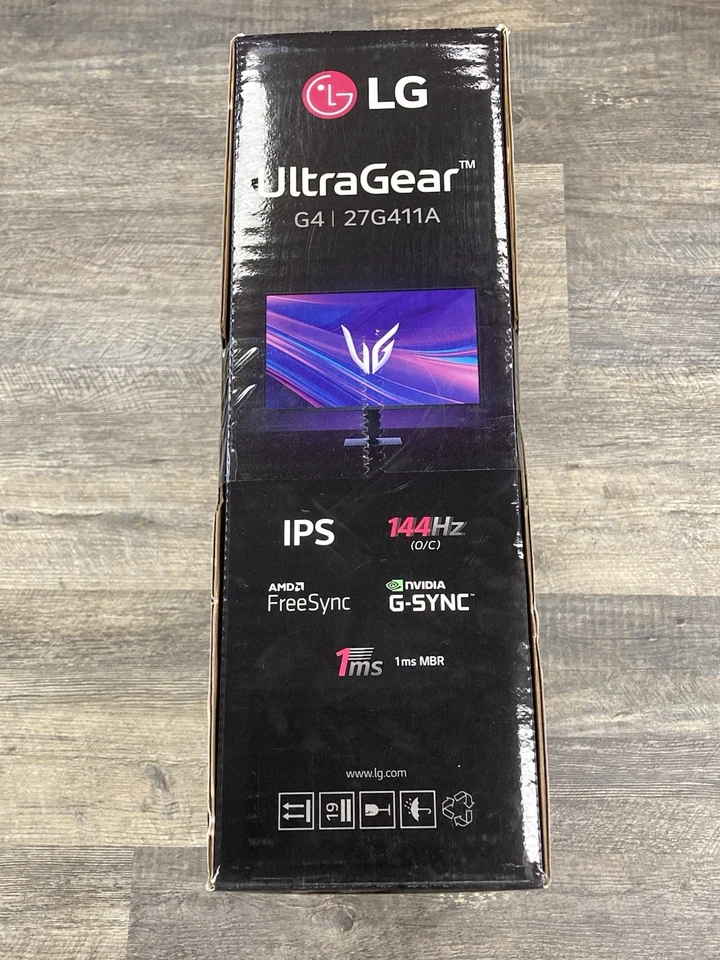 LG
UltraGear™
G4 | 27G411A
IPS
144Hz
(O/C)
AMD
FreeSync
NVIDIA
G-SYNC™
1ms
1ms MBR
www.lg.com
19